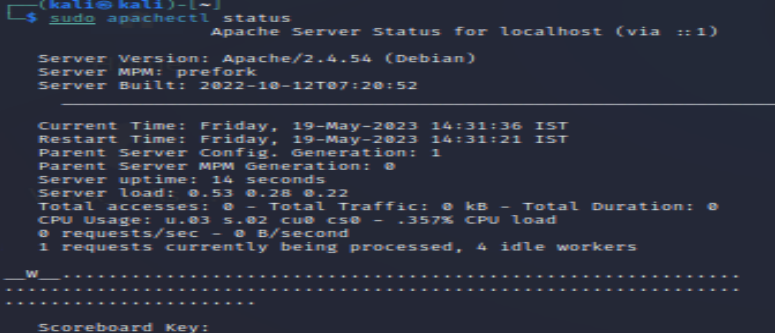 (kali㉿kali)-[~]
$ sudo apachectl status
Apache Server Status for localhost (via ::1)
Server Version: Apache/2.4.54 (Debian)
Server MPM: prefork
Server Built: 2022-10-12T07:20:52
Current Time: Friday, 19-May-2023 14:31:36 IST
Restart Time: Friday, 19-May-2023 14:31:21 IST
Parent Server Config. Generation: 1
Parent Server MPM Generation: 0
Server uptime: 14 seconds
Server load: 0.53 0.28 0.22
Total accesses: 0 - Total Traffic: 0 kB - Total Duration: 0
CPU Usage: u.03 s.02 cu0 cs0 - .357% CPU load
0 requests/sec - 0 B/second
1 requests currently being processed, 4 idle workers
__W__...........................................................
................................................................
......................
Scoreboard Key: